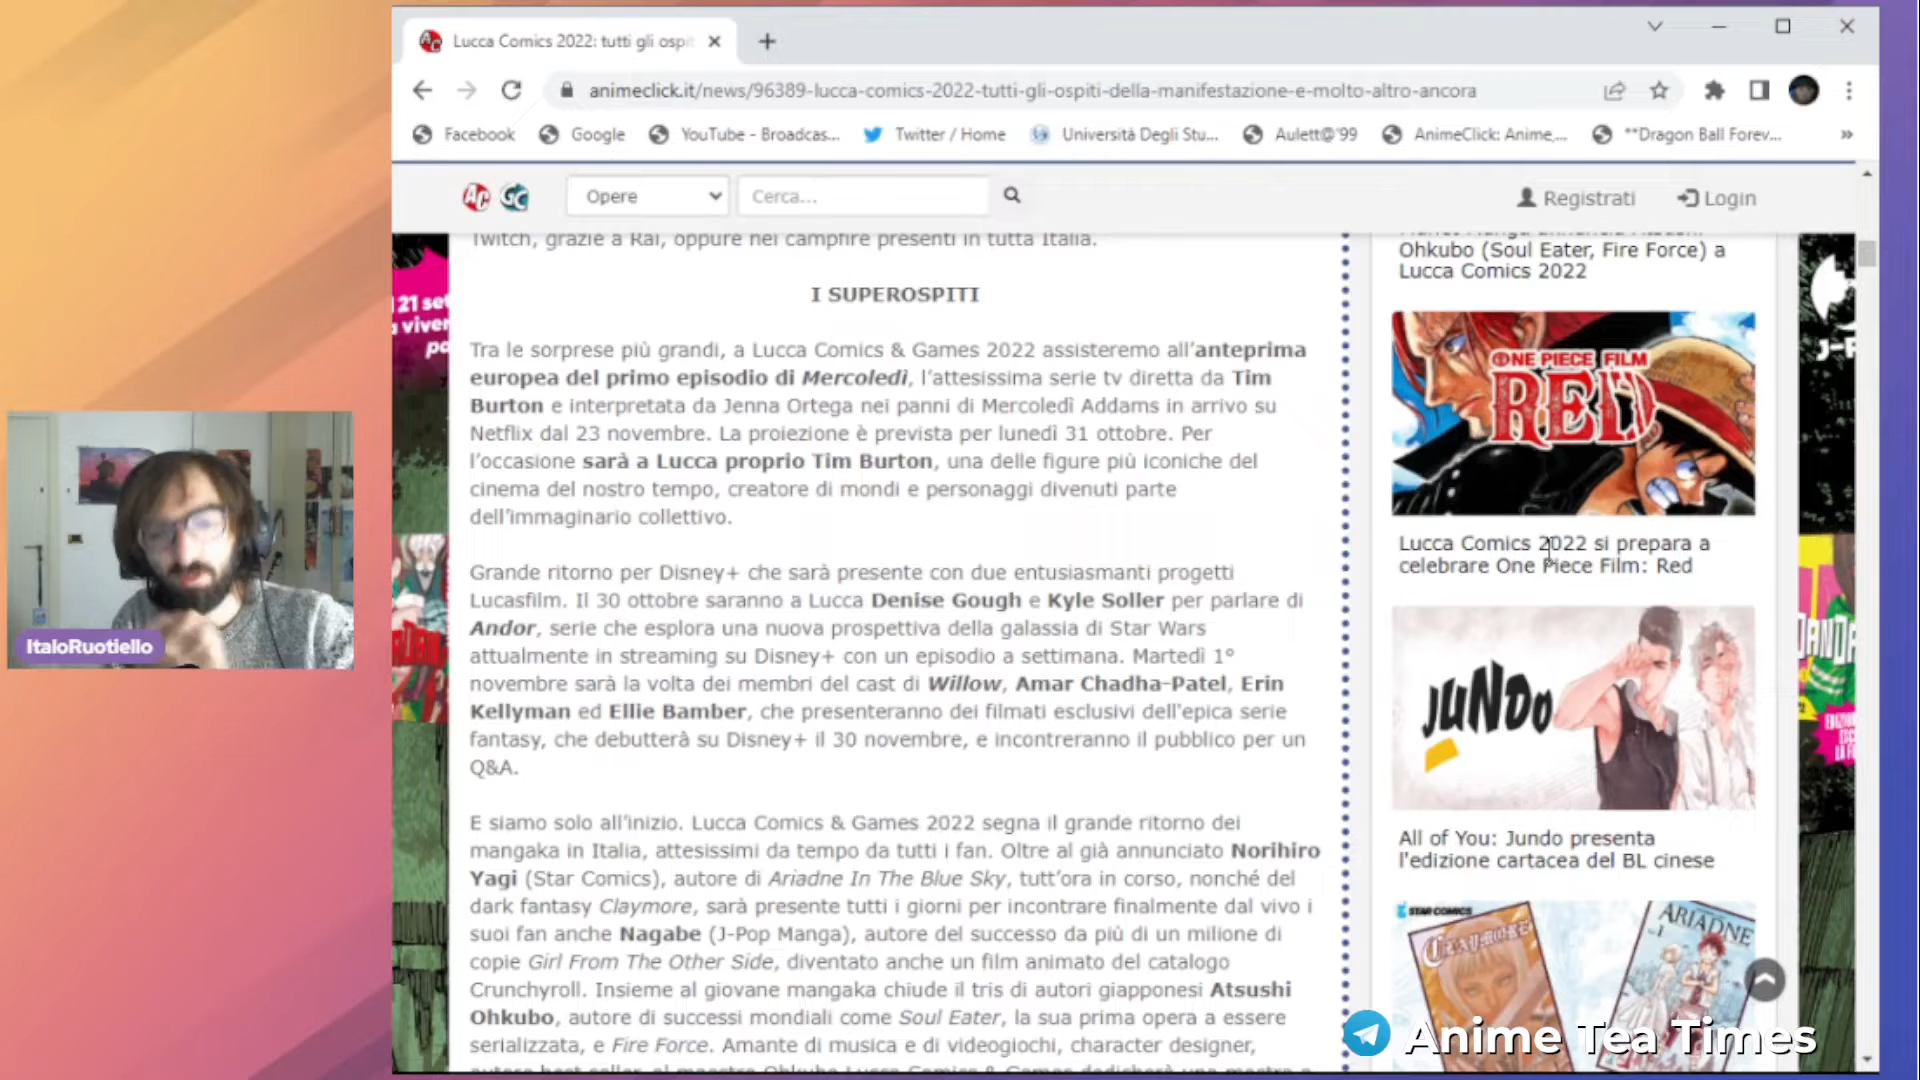 Lucca Comics 2022: tutti gli ospit
animeclick.it/news/96389-lucca-comics-2022-tutti-gli-ospiti-della-manifestazione-e-molto-altro-ancora
Facebook
Google
YouTube - Broadcas...
Twitter / Home
Università Degli Stu...
Aulett@'99
AnimeClick: Anime,...
**Dragon Ball Forev...
»
AC
GC
Opere
Cerca...
Registrati
Login
Twitch, grazie a Rai, oppure nei campfire presenti in tutta Italia.
I SUPEROSPITI
Tra le sorprese più grandi, a Lucca Comics & Games 2022 assisteremo all'anteprima
europea del primo episodio di Mercoledì, l'attesissima serie tv diretta da Tim
Burton e interpretata da Jenna Ortega nei panni di Mercoledì Addams in arrivo su
Netflix dal 23 novembre. La proiezione è prevista per lunedì 31 ottobre. Per
l'occasione sarà a Lucca proprio Tim Burton, una delle figure più iconiche del
cinema del nostro tempo, creatore di mondi e personaggi divenuti parte
dell'immaginario collettivo.
Grande ritorno per Disney+ che sarà presente con due entusiasmanti progetti
Lucasfilm. Il 30 ottobre saranno a Lucca Denise Gough e Kyle Soller per parlare di
Andor, serie che esplora una nuova prospettiva della galassia di Star Wars
attualmente in streaming su Disney+ con un episodio a settimana. Martedì 1°
novembre sarà la volta dei membri del cast di Willow, Amar Chadha-Patel, Erin
Kellyman ed Ellie Bamber, che presenteranno dei filmati esclusivi dell'epica serie
fantasy, che debutterà su Disney+ il 30 novembre, e incontreranno il pubblico per un
Q&A.
E siamo solo all'inizio. Lucca Comics & Games 2022 segna il grande ritorno dei
mangaka in Italia, attesissimi da tempo da tutti i fan. Oltre al già annunciato Norihiro
Yagi (Star Comics), autore di Ariadne In The Blue Sky, tutt'ora in corso, nonché del
dark fantasy Claymore, sarà presente tutti i giorni per incontrare finalmente dal vivo i
suoi fan anche Nagabe (J-Pop Manga), autore del successo da più di un milione di
copie Girl From The Other Side, diventato anche un film animato del catalogo
Crunchyroll. Insieme al giovane mangaka chiude il tris di autori giapponesi Atsushi
Ohkubo, autore di successi mondiali come Soul Eater, la sua prima opera a essere
serializzata, e Fire Force. Amante di musica e di videogiochi, character designer,
Ohkubo (Soul Eater, Fire Force) a
Lucca Comics 2022
ONE PIECE FILM
RED
Lucca Comics 2022 si prepara a
celebrare One Piece Film: Red
JUNDO
All of You: Jundo presenta
l'edizione cartacea del BL cinese
STAR COMICS
CLAYMORE
ARIADNE
21 set
viver
ItaloRuotiello
Anime Tea Times